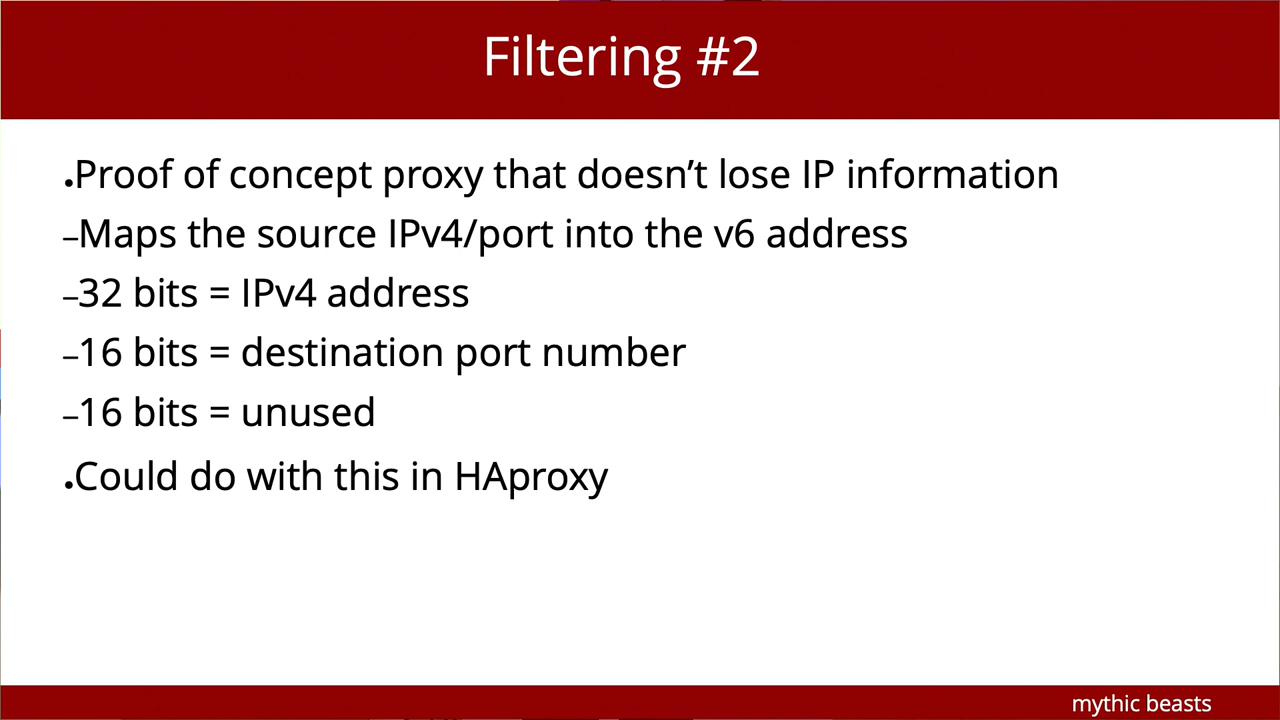 Filtering #2
.Proof of concept proxy that doesn’t lose IP information
–Maps the source IPv4/port into the v6 address
–32 bits = IPv4 address
–16 bits = destination port number
–16 bits = unused
.Could do with this in HAproxy
mythic beasts